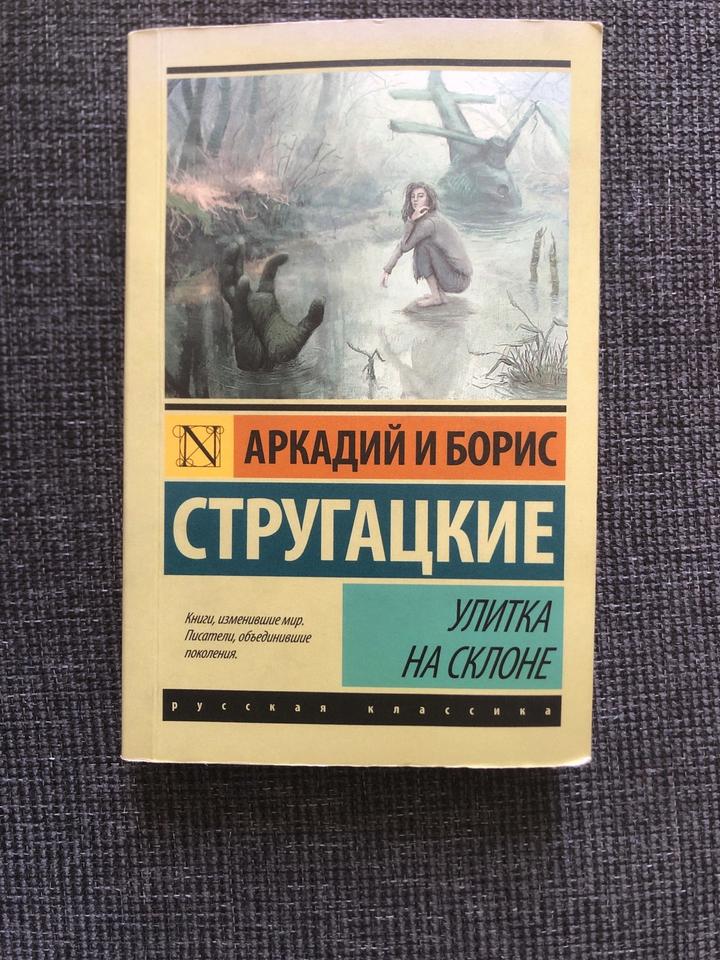 N
АРКАДИЙ И БОРИС
СТРУГАЦКИЕ
Книги, изменившие мир.
Писатели, объединившие
поколения.
УЛИТКА
НА СКЛОНЕ
русская классика